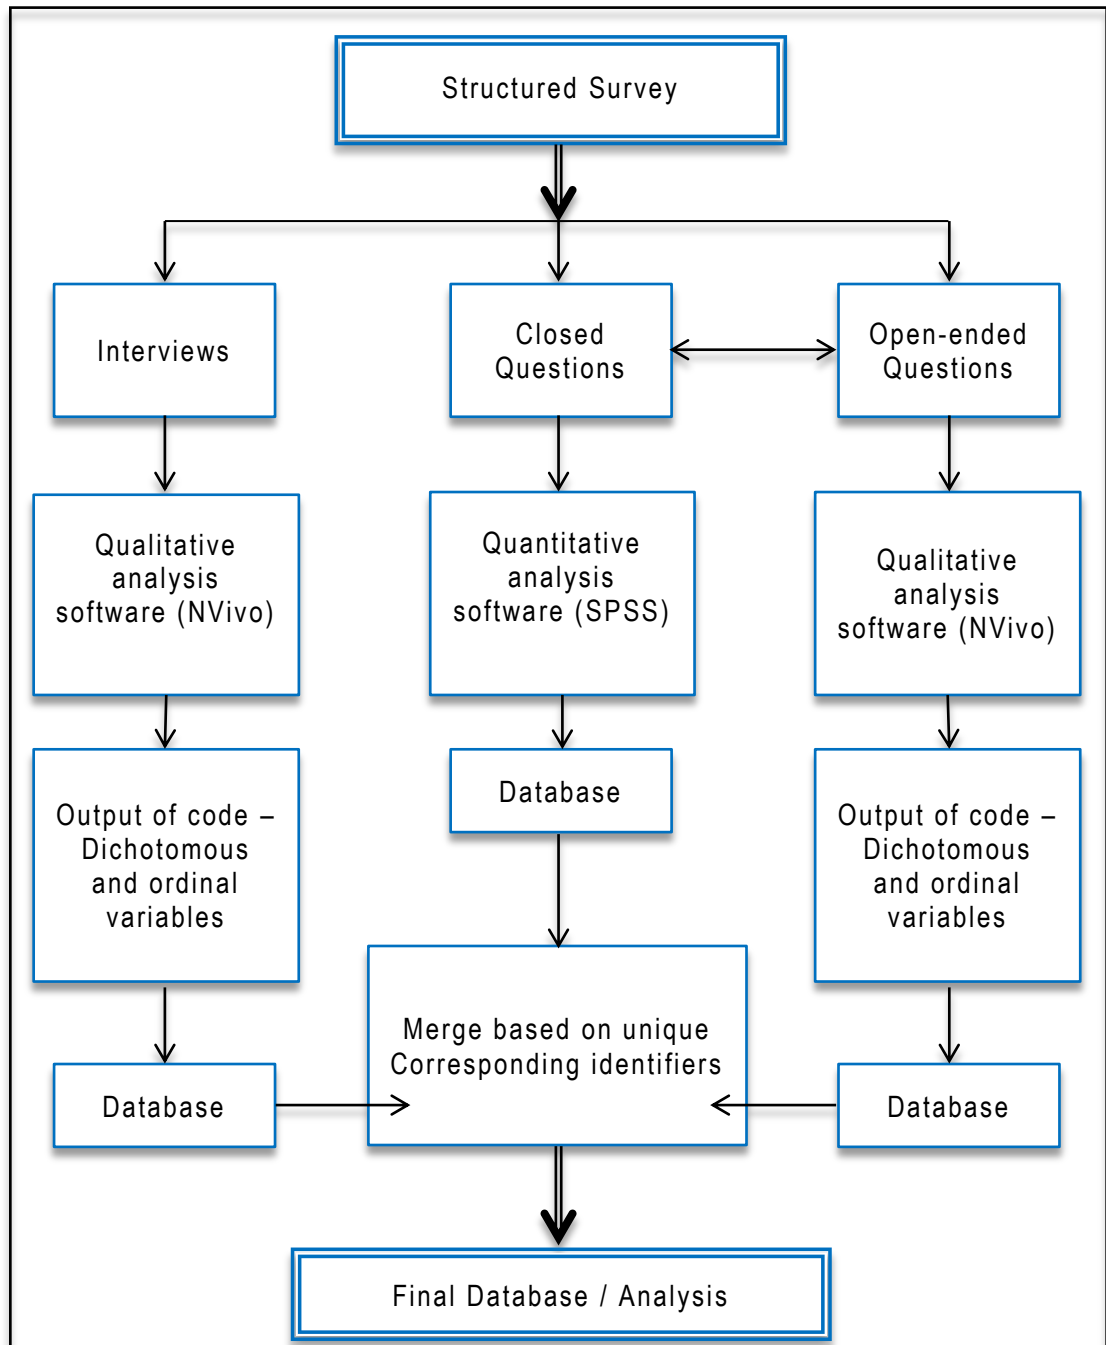 Structured Survey
Interviews
Closed
Questions
Open-ended
Questions
Qualitative
analysis
software (NVivo)
Quantitative
analysis
software (SPSS)
Qualitative
analysis
software (NVivo)
Output of code –
Dichotomous
and ordinal
variables
Database
Output of code –
Dichotomous
and ordinal
variables
Merge based on unique
Corresponding identifiers
Database
Database
Final Database / Analysis